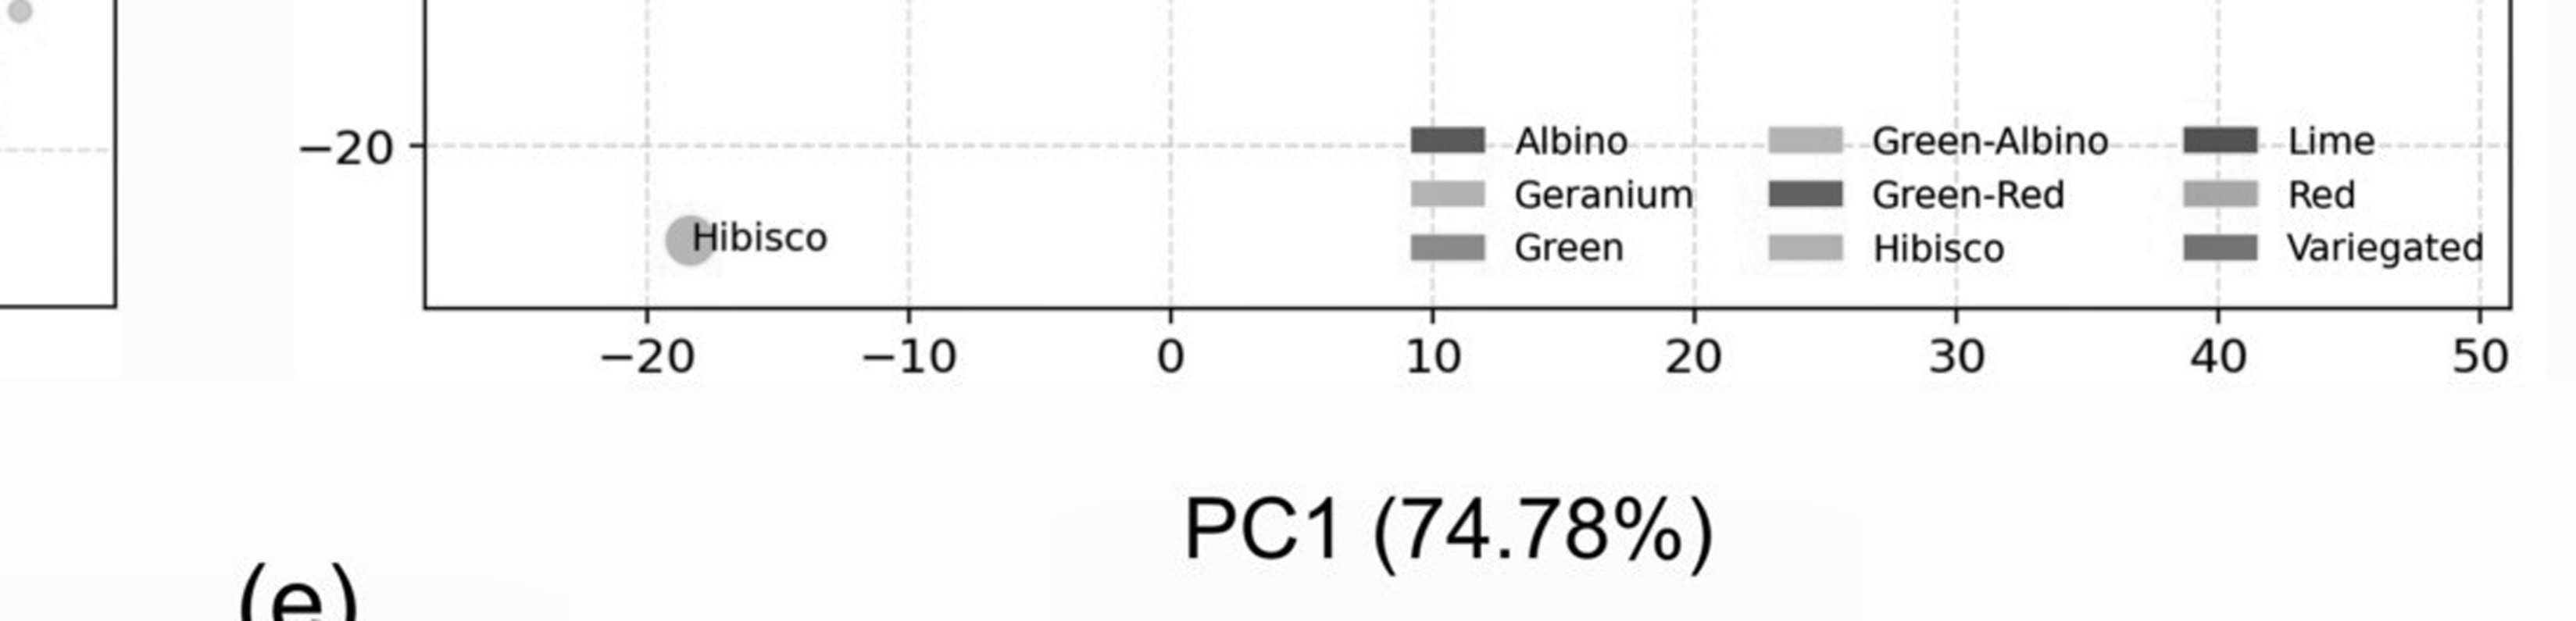 −20
Albino
Green-Albino
Lime
Geranium
Green-Red
Red
Hibisco
Green
Hibisco
Variegated
−20
−10
0
10
20
30
40
50
PC1 (74.78%)
(e)